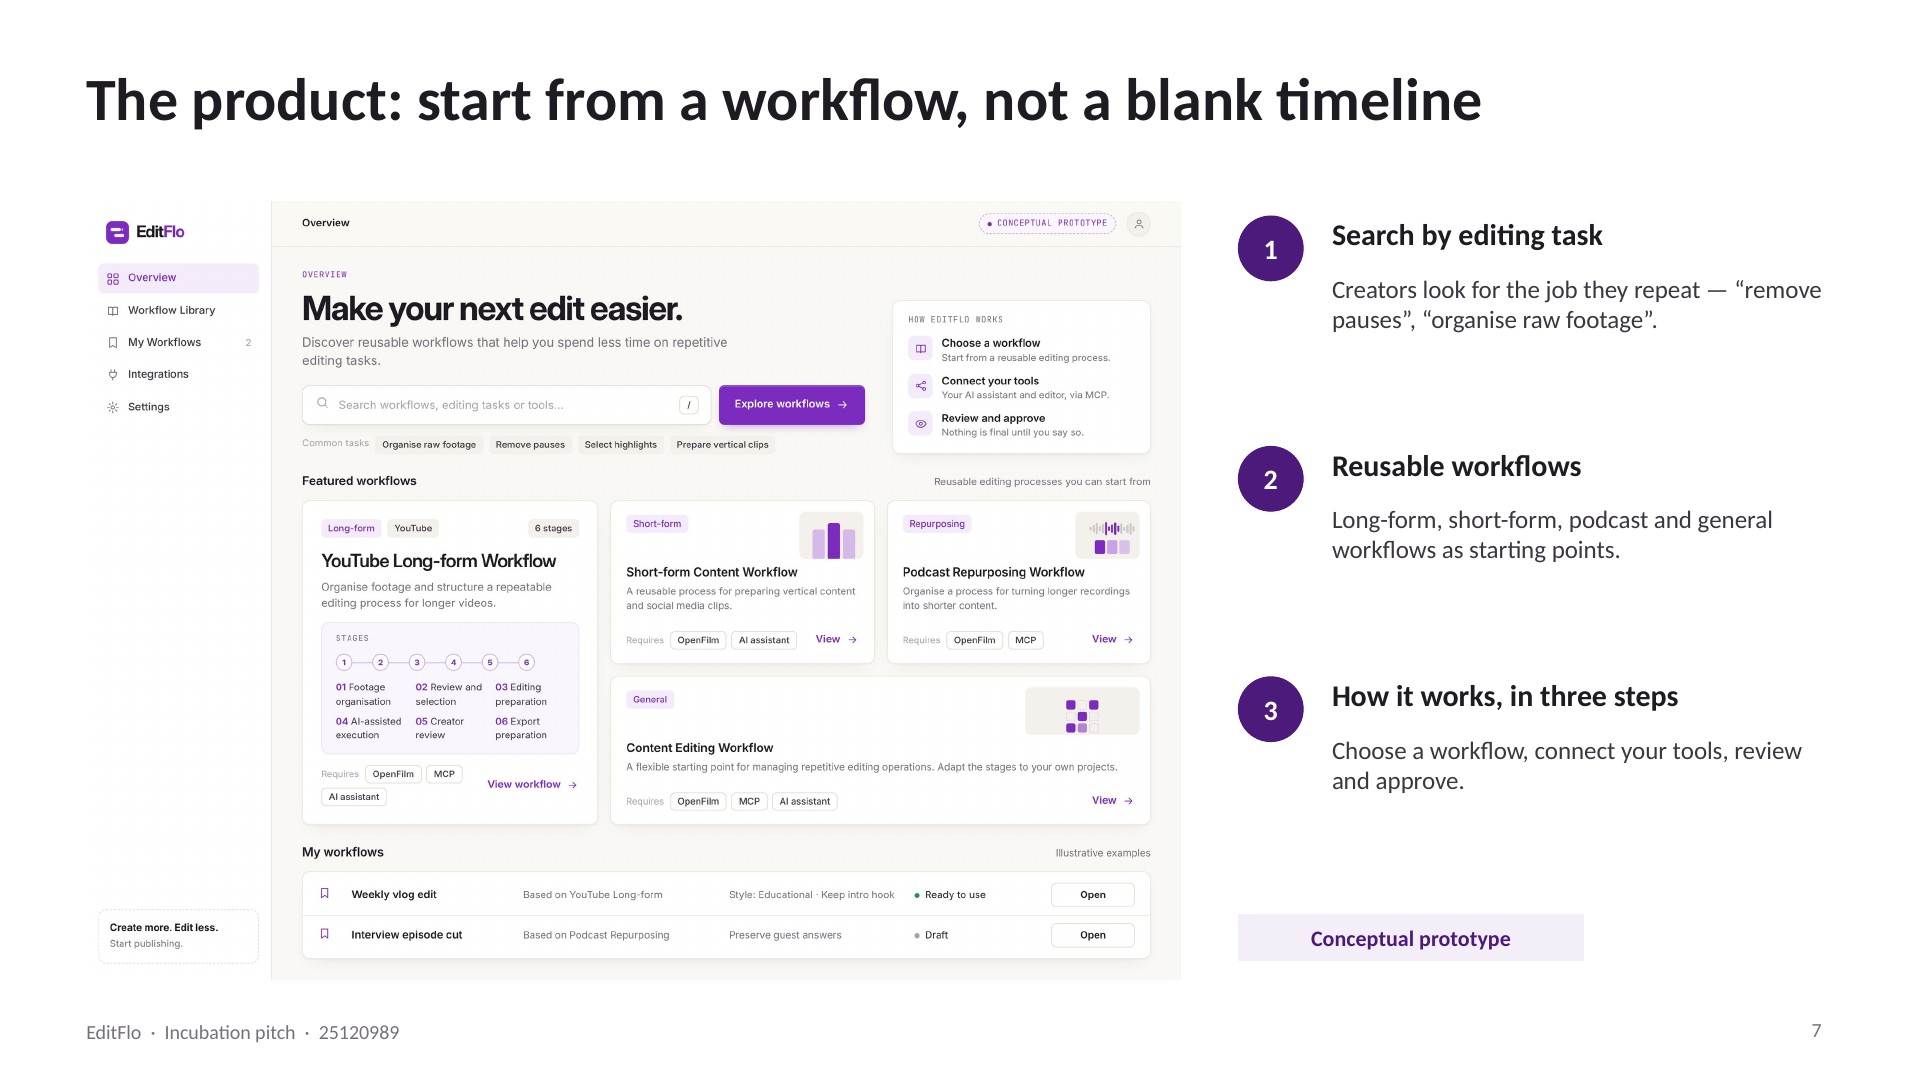 The product: start from a workflow, not a blank timeline
EditFlo
Overview
Workflow Library
My Workflows 2
Integrations
Settings
Create more. Edit less.
Start publishing.
Overview
CONCEPTUAL PROTOTYPE
OVERVIEW
Make your next edit easier.
Discover reusable workflows that help you spend less time on repetitive
editing tasks.
Search workflows, editing tasks or tools...
/
Explore workflows →
Common tasks Organise raw footage Remove pauses Select highlights Prepare vertical clips
HOW EDITFLO WORKS
Choose a workflow
Start from a reusable editing process.
Connect your tools
Your AI assistant and editor, via MCP.
Review and approve
Nothing is final until you say so.
Featured workflows
Reusable editing processes you can start from
Long-form YouTube 6 stages
YouTube Long-form Workflow
Organise footage and structure a repeatable
editing process for longer videos.
STAGES
1 2 3 4 5 6
01 Footage
organisation
02 Review and
selection
03 Editing
preparation
04 AI-assisted
execution
05 Creator
review
06 Export
preparation
Requires OpenFilm MCP
AI assistant
View workflow →
Short-form
Short-form Content Workflow
A reusable process for preparing vertical content
and social media clips.
Requires OpenFilm AI assistant View →
Repurposing
Podcast Repurposing Workflow
Organise a process for turning longer recordings
into shorter content.
Requires OpenFilm MCP View →
General
Content Editing Workflow
A flexible starting point for managing repetitive editing operations. Adapt the stages to your own projects.
Requires OpenFilm MCP AI assistant View →
My workflows
Illustrative examples
Weekly vlog edit Based on YouTube Long-form Style: Educational · Keep intro hook Ready to use Open
Interview episode cut Based on Podcast Repurposing Preserve guest answers Draft Open
1
Search by editing task
Creators look for the job they repeat — “remove
pauses”, “organise raw footage”.
2
Reusable workflows
Long-form, short-form, podcast and general
workflows as starting points.
3
How it works, in three steps
Choose a workflow, connect your tools, review
and approve.
Conceptual prototype
EditFlo · Incubation pitch · 25120989
7